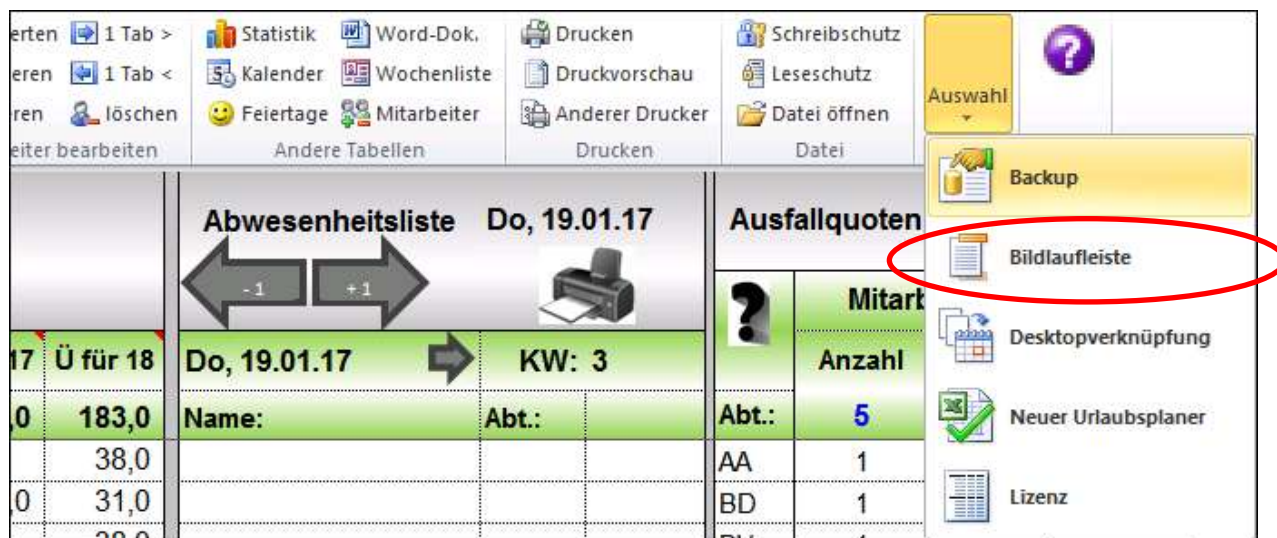 erten 1 Tab > Statistik Word-Dok. Drucken Schreibschutz
eren 1 Tab < Kalender Wochenliste Druckvorschau Leseschutz Auswahl
ren löschen Feiertage Mitarbeiter Anderer Drucker Datei öffnen
eiter bearbeiten Andere Tabellen Drucken Datei
Backup
Abwesenheitsliste Do, 19.01.17 Ausfallquoten
Bildlaufleiste
- 1 + 1 Mitarb
Desktopverknüpfung
17 Ü für 18 Do, 19.01.17 KW: 3 Anzahl
,0 183,0 Name: Abt.: Abt.: 5 Neuer Urlaubsplaner
38,0 AA 1
,0 31,0 BD 1 Lizenz